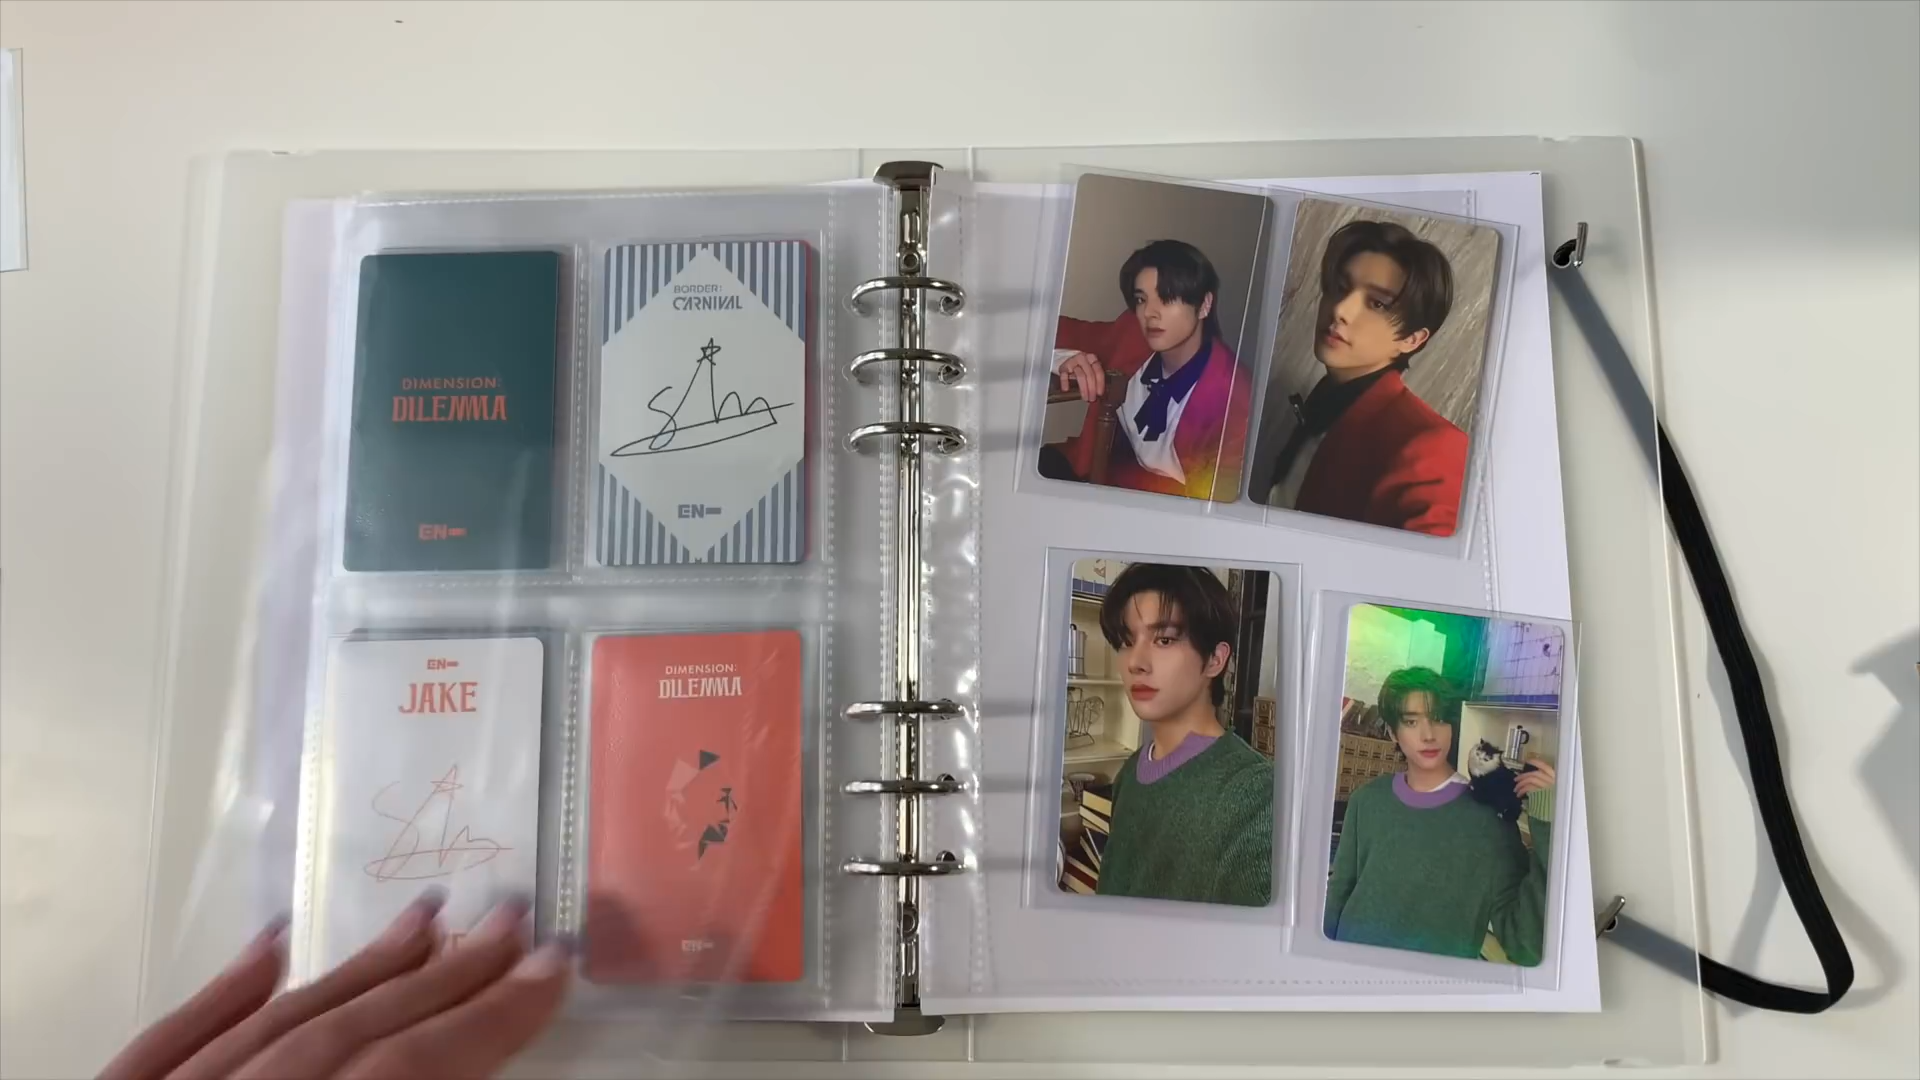 DIMENSION:
DILEMMA
EN-
BORDER:
CARNIVAL
EN-
EN-
JAKE
DIMENSION:
DILEMMA
EN-